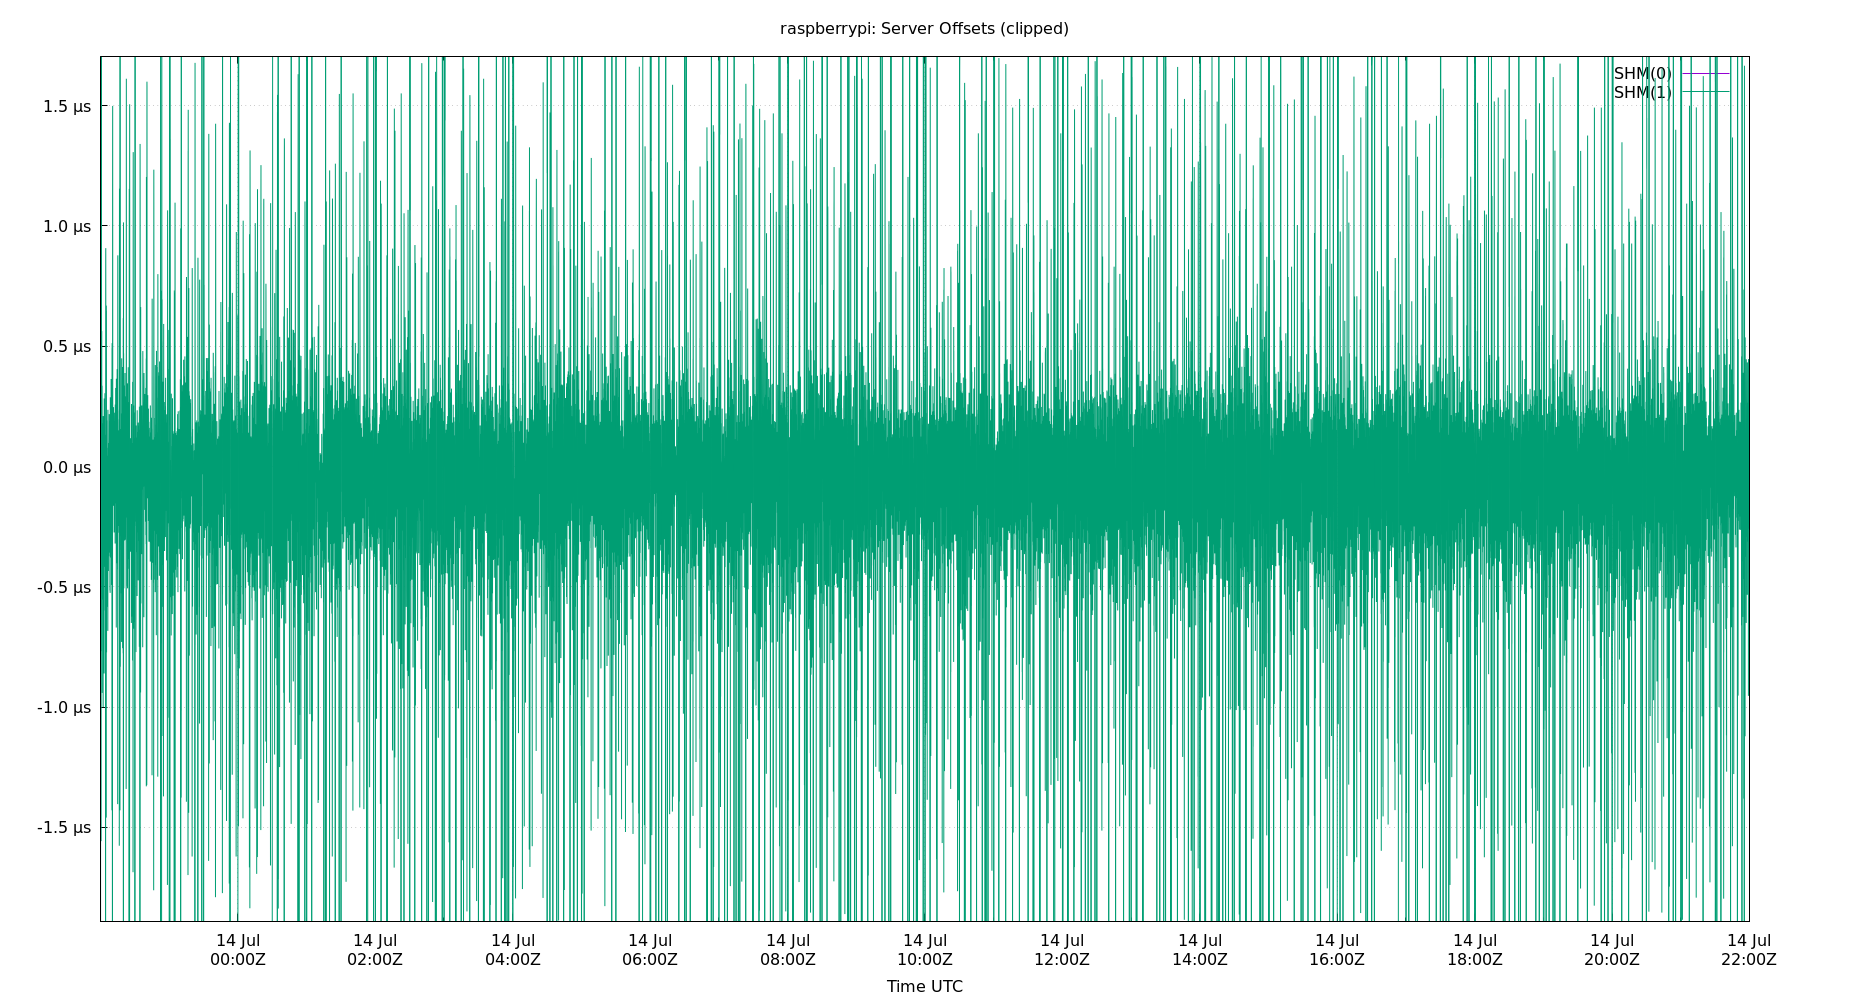 raspberrypi: Server Offsets (clipped)
SHM(0)
SHM(1)
1.5 µs
1.0 µs
0.5 µs
0.0 µs
-0.5 µs
-1.0 µs
-1.5 µs
14 Jul 14 Jul 14 Jul 14 Jul 14 Jul 14 Jul 14 Jul 14 Jul 14 Jul 14 Jul 14 Jul 14 Jul
00:00Z 02:00Z 04:00Z 06:00Z 08:00Z 10:00Z 12:00Z 14:00Z 16:00Z 18:00Z 20:00Z 22:00Z
Time UTC